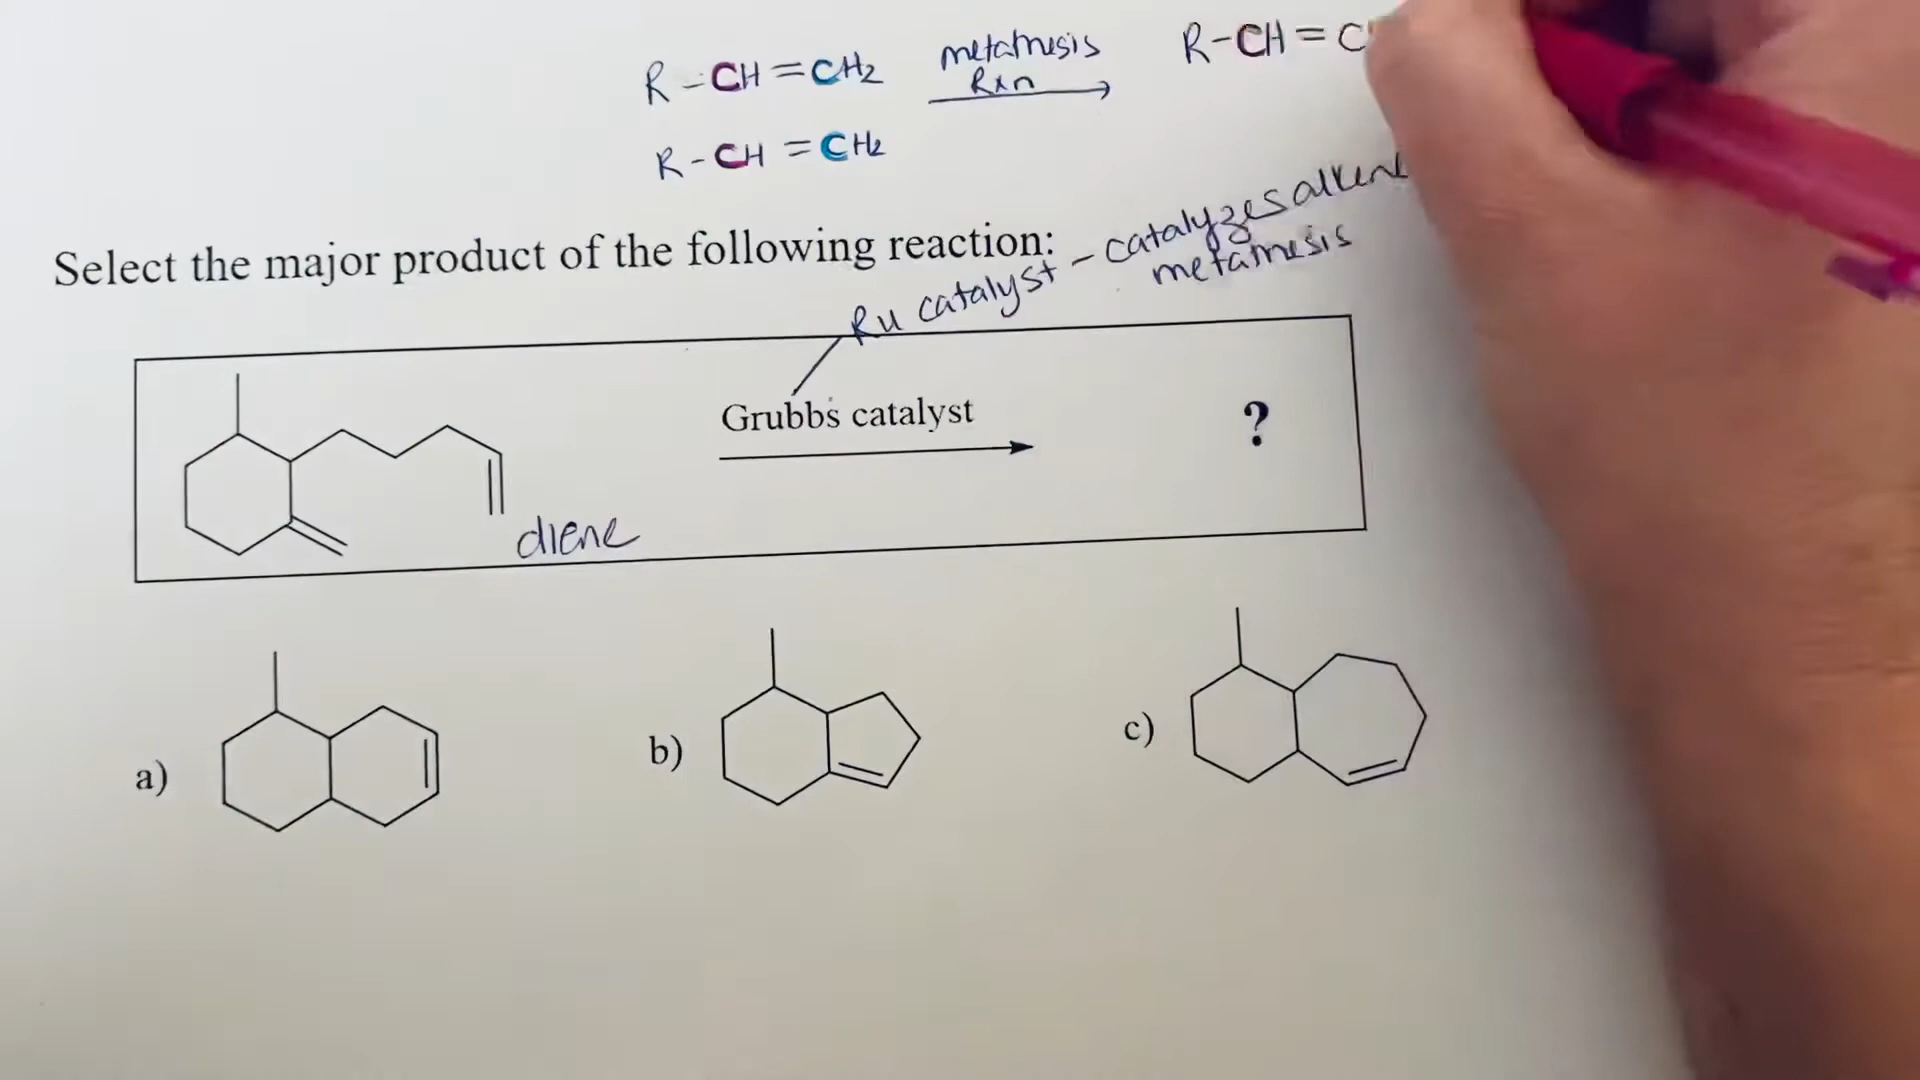 R-CH=CH2 metathesis R-CH=C
Rxn
R-CH=CH2
Select the major product of the following reaction:
Ru catalyst - catalyzes alkene
metathesis
Grubbs catalyst
?
diene
a)
b)
c)